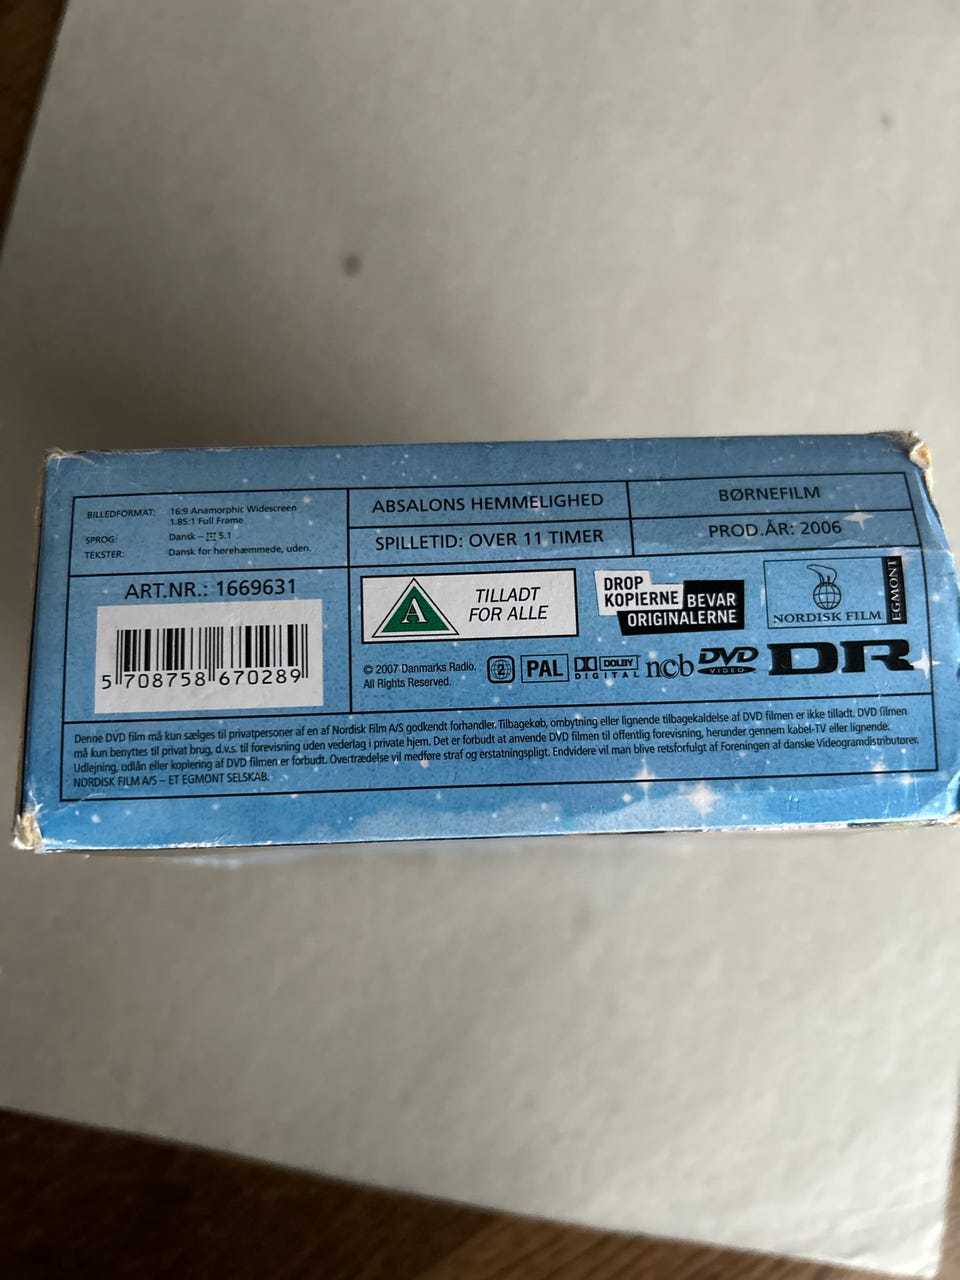 BILLEDFORMAT: 16:9 Anamorphic Widescreen
1.85:1 Full Frame
SPROG: Dansk – 5.1
TEKSTER: Dansk for hørehæmmede, uden.
ABSALONS HEMMELIGHED
BØRNEFILM
SPILLETID: OVER 11 TIMER
PROD.ÅR: 2006
ART.NR.: 1669631
5 708758 670289
A
TILLADT
FOR ALLE
DROP
KOPIERNE
BEVAR
ORIGINALERNE
NORDISK FILM
EGMONT
© 2007 Danmarks Radio.
All Rights Reserved.
2
PAL
DOLBY
DIGITAL
ncb
DVD
VIDEO
DR
Denne DVD film må kun sælges til privatpersoner af en af Nordisk Film A/S godkendt forhandler. Tilbagekøb, ombytning eller lignende tilbagekaldelse af DVD filmen er ikke tilladt. DVD filmen
må kun benyttes til privat brug, d.v.s. til forevisning uden vederlag i private hjem. Det er forbudt at anvende DVD filmen til offentlig forevisning, herunder gennem kabel-TV eller lignende.
Udlejning, udlån eller kopiering af DVD filmen er forbudt. Overtrædelse vil medføre straf og erstatningspligt. Endvidere vil man blive retsforfulgt af Foreningen af danske Videogramdistributører.
NORDISK FILM A/S – ET EGMONT SELSKAB.